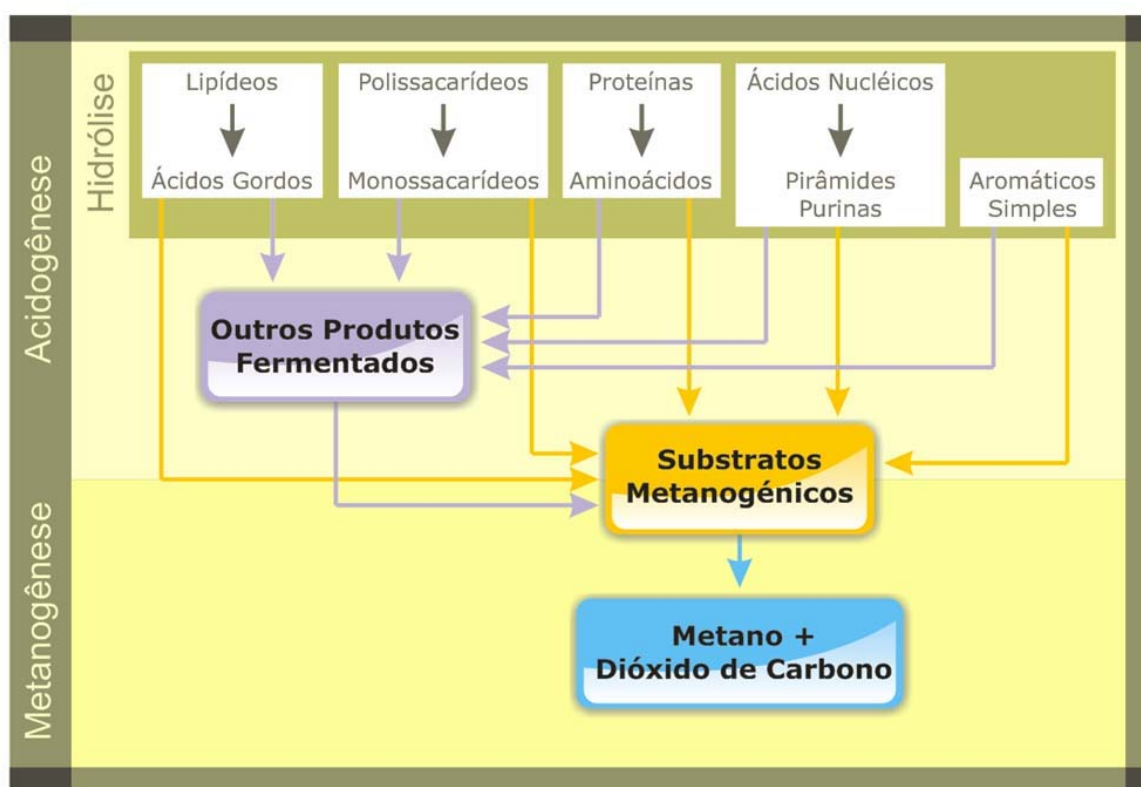 Acidogênese
Metanogênese
Hidrólise
Lipídeos
Ácidos Gordos
Polissacarídeos
Monossacarídeos
Proteínas
Aminoácidos
Ácidos Nucléicos
Pirâmides
Purinas
Aromáticos
Simples
Outros Produtos
Fermentados
Substratos
Metanogénicos
Metano +
Dióxido de Carbono